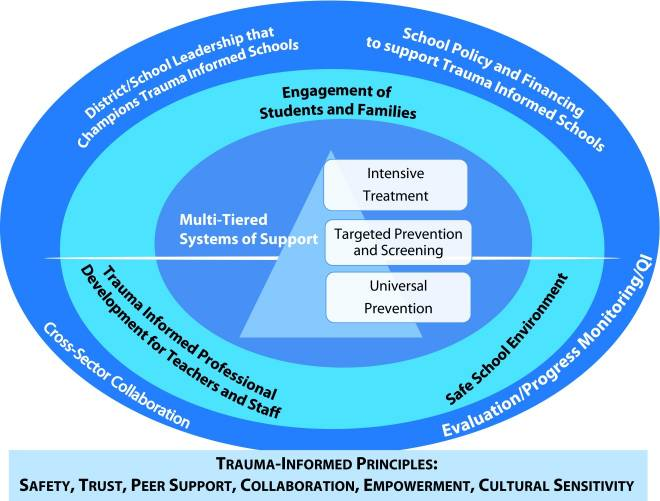 District/School Leadership that
Champions Trauma Informed Schools
School Policy and Financing
to support Trauma Informed Schools
Engagement of
Students and Families
Intensive
Treatment
Multi-Tiered
Systems of Support
Targeted Prevention
and Screening
Universal
Prevention
Trauma Informed Professional
Development for Teachers and Staff
Safe School Environment
Cross-Sector Collaboration
Evaluation/Progress Monitoring/QI
TRAUMA-INFORMED PRINCIPLES:
SAFETY, TRUST, PEER SUPPORT, COLLABORATION, EMPOWERMENT, CULTURAL SENSITIVITY